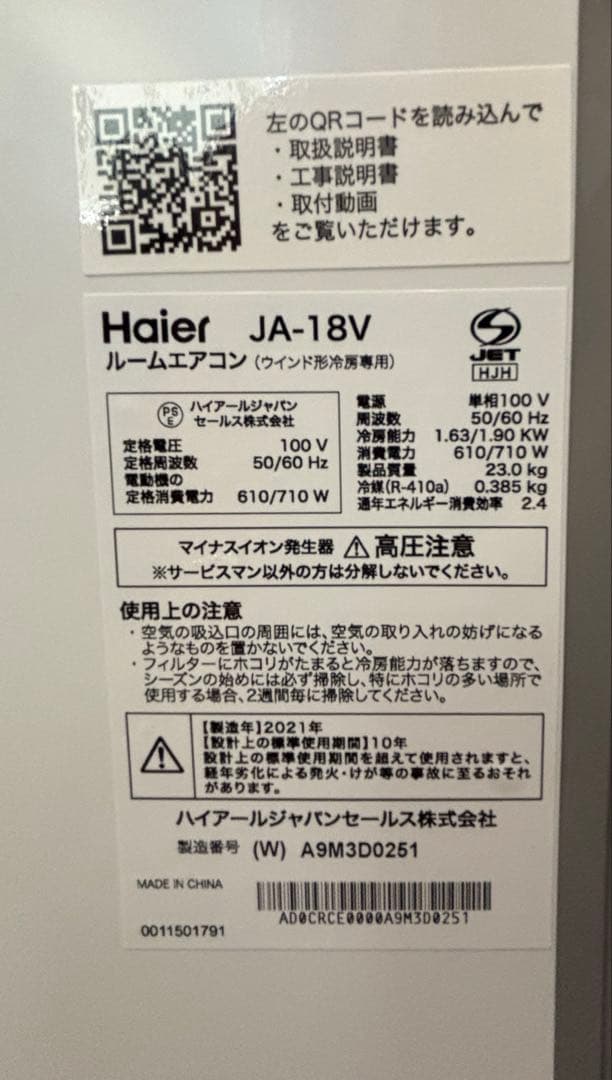 左のQRコードを読み込んで
・取扱説明書
・工事説明書
・取付動画
をご覧いただけます。
Haier JA-18V
ルームエアコン(ウインド形冷房専用)
JET
HJH
PS
E
ハイアールジャパン
セールス株式会社
定格電圧 100 V
定格周波数 50/60 Hz
電動機の
定格消費電力 610/710 W
電源 単相100 V
周波数 50/60 Hz
冷房能力 1.63/1.90 KW
消費電力 610/710 W
製品質量 23.0 kg
冷媒(R-410a) 0.385 kg
通年エネルギー消費効率 2.4
マイナスイオン発生器 ⚠高圧注意
※サービスマン以外の方は分解しないでください。
使用上の注意
・空気の吸込口の周囲には、空気の取り入れの妨げになる
ようなものを置かないでください。
・フィルターにホコリがたまると冷房能力が落ちますので、
シーズンの始めには必ず掃除し、特にホコリの多い場所で
使用する場合、2週間毎に掃除してください。
【製造年】2021年
【設計上の標準使用期間】10年
設計上の標準使用期間を超えて使用されますと、
経年劣化による発火・けが等の事故に至るおそれ
があります。
ハイアールジャパンセールス株式会社
製造番号 (W) A9M3D0251
MADE IN CHINA
AD0CRCE0000A9M3D0251
0011501791